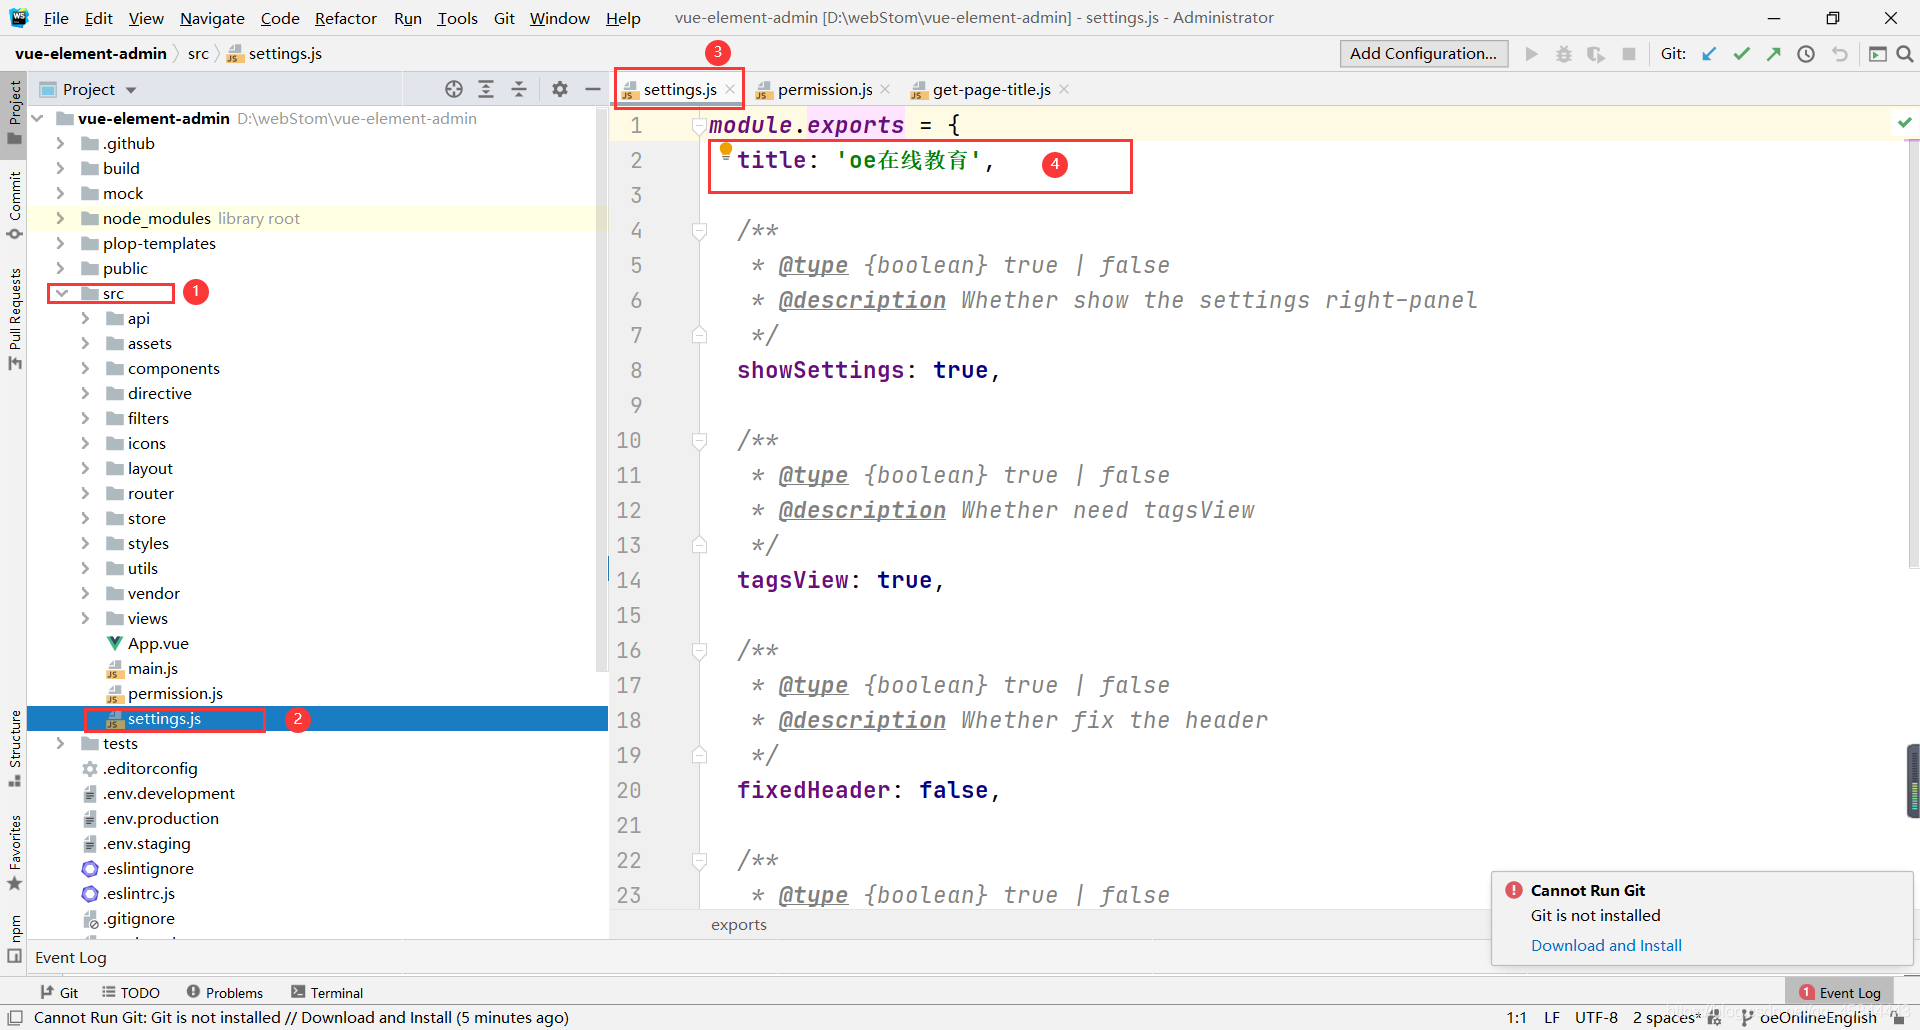 File Edit View Navigate Code Refactor Run Tools Git Window Help vue-element-admin [D:\webStom\vue-element-admin] - settings.js - Administrator
vue-element-admin src settings.js 3 Add Configuration... Git:
Project settings.js permission.js get-page-title.js
vue-element-admin D:\webStom\vue-element-admin
.github
build
mock
node_modules library root
plop-templates
public
src 1
api
assets
components
directive
filters
icons
layout
router
store
styles
utils
vendor
views
App.vue
main.js
permission.js
settings.js 2
tests
.editorconfig
.env.development
.env.production
.env.staging
.eslintignore
.eslintrc.js
.gitignore
Project
Commit
Pull Requests
Structure
Favorites
npm
1 module.exports = {
2 title: 'oe在线教育', 4
3
4 /**
5 * @type {boolean} true | false
6 * @description Whether show the settings right-panel
7 */
8 showSettings: true,
9
10 /**
11 * @type {boolean} true | false
12 * @description Whether need tagsView
13 */
14 tagsView: true,
15
16 /**
17 * @type {boolean} true | false
18 * @description Whether fix the header
19 */
20 fixedHeader: false,
21
22 /**
23 * @type {boolean} true | false
exports
Cannot Run Git
Git is not installed
Download and Install
Event Log
Git TODO Problems Terminal 1 Event Log
Cannot Run Git: Git is not installed // Download and Install (5 minutes ago) 1:1 LF UTF-8 2 spaces* oeOnlineEnglish